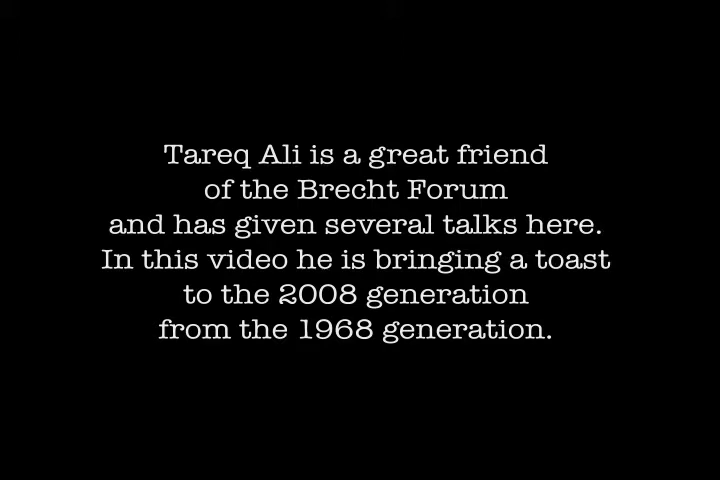 Tareq Ali is a great friend
of the Brecht Forum
and has given several talks here.
In this video he is bringing a toast
to the 2008 generation
from the 1968 generation.